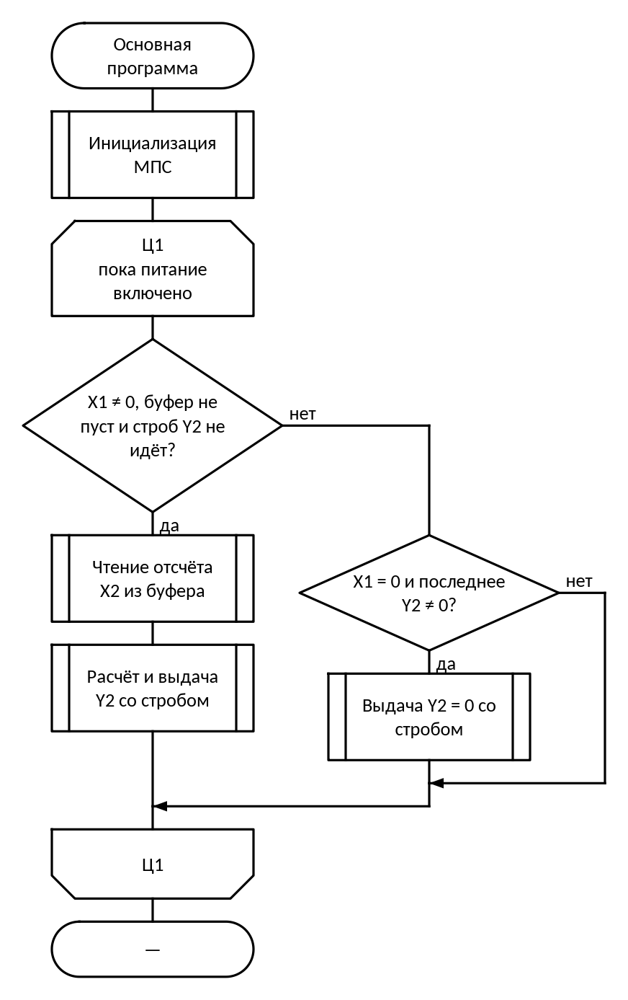 Основная
программа
Инициализация
МПС
Ц1
пока питание
включено
X1 ≠ 0, буфер не
пуст и строб Y2 не
идёт?
нет
да
Чтение отсчёта
X2 из буфера
X1 = 0 и последнее
Y2 ≠ 0?
нет
да
Расчёт и выдача
Y2 со стробом
Выдача Y2 = 0 со
стробом
Ц1
—